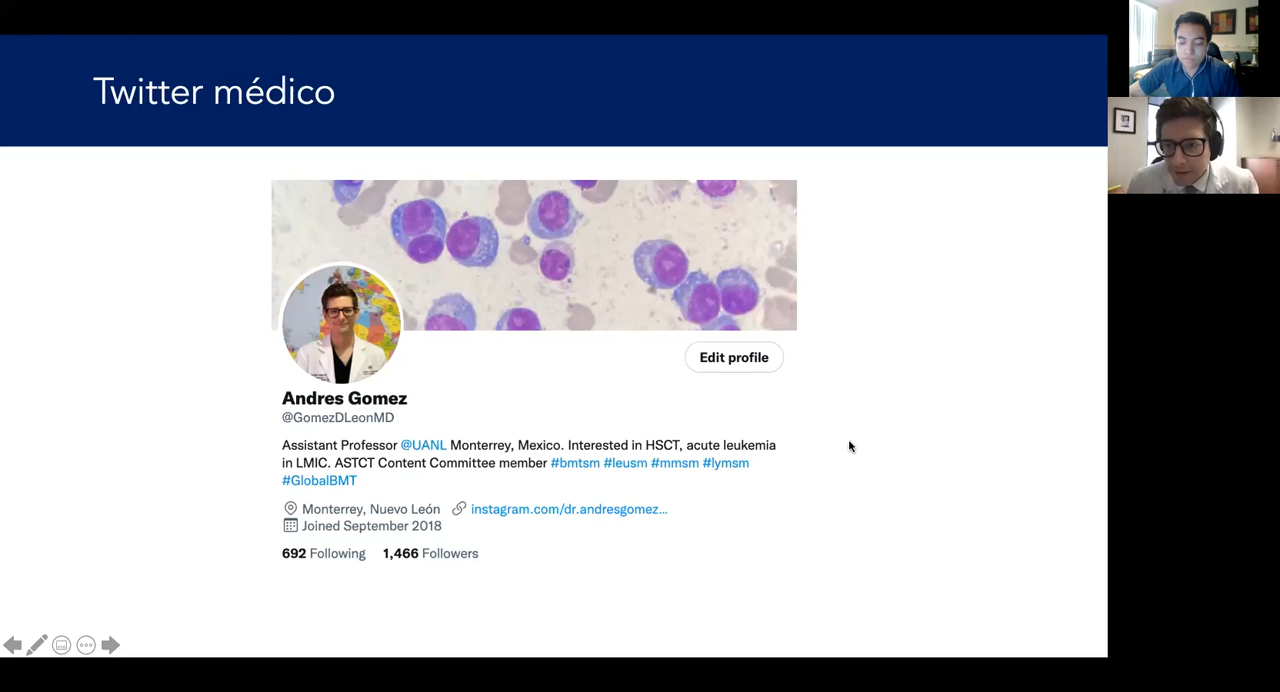 Twitter médico
Edit profile
Andres Gomez
@GomezDLeonMD
Assistant Professor @UANL Monterrey, Mexico. Interested in HSCT, acute leukemia
in LMIC. ASTCT Content Committee member #bmtsm #leusm #mmsm #lymsm
#GlobalBMT
Monterrey, Nuevo León instagram.com/dr.andresgomez...
Joined September 2018
692 Following 1,466 Followers